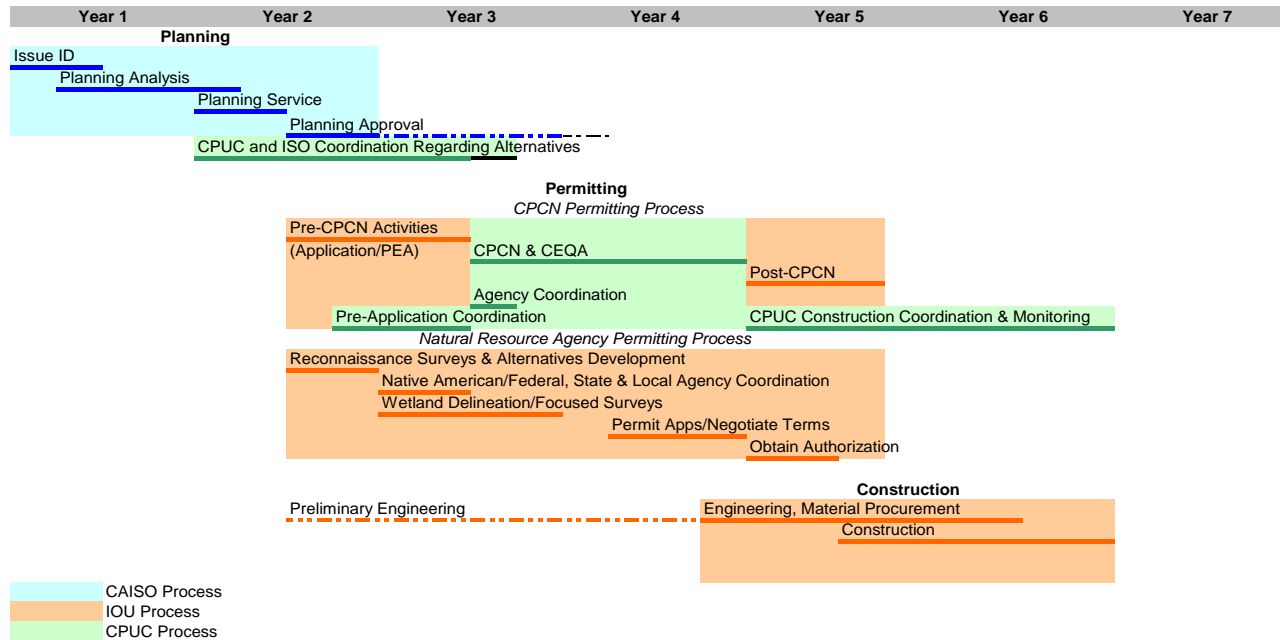 Year 1 Year 2 Year 3 Year 4 Year 5 Year 6 Year 7
Planning
Issue ID
Planning Analysis
Planning Service
Planning Approval
CPUC and ISO Coordination Regarding Alternatives
Permitting
CPCN Permitting Process
Pre-CPCN Activities
(Application/PEA) CPCN & CEQA
Post-CPCN
Agency Coordination
Pre-Application Coordination CPUC Construction Coordination & Monitoring
Natural Resource Agency Permitting Process
Reconnaissance Surveys & Alternatives Development
Native American/Federal, State & Local Agency Coordination
Wetland Delineation/Focused Surveys
Permit Apps/Negotiate Terms
Obtain Authorization
Construction
Preliminary Engineering Engineering, Material Procurement
Construction
CAISO Process
IOU Process
CPUC Process